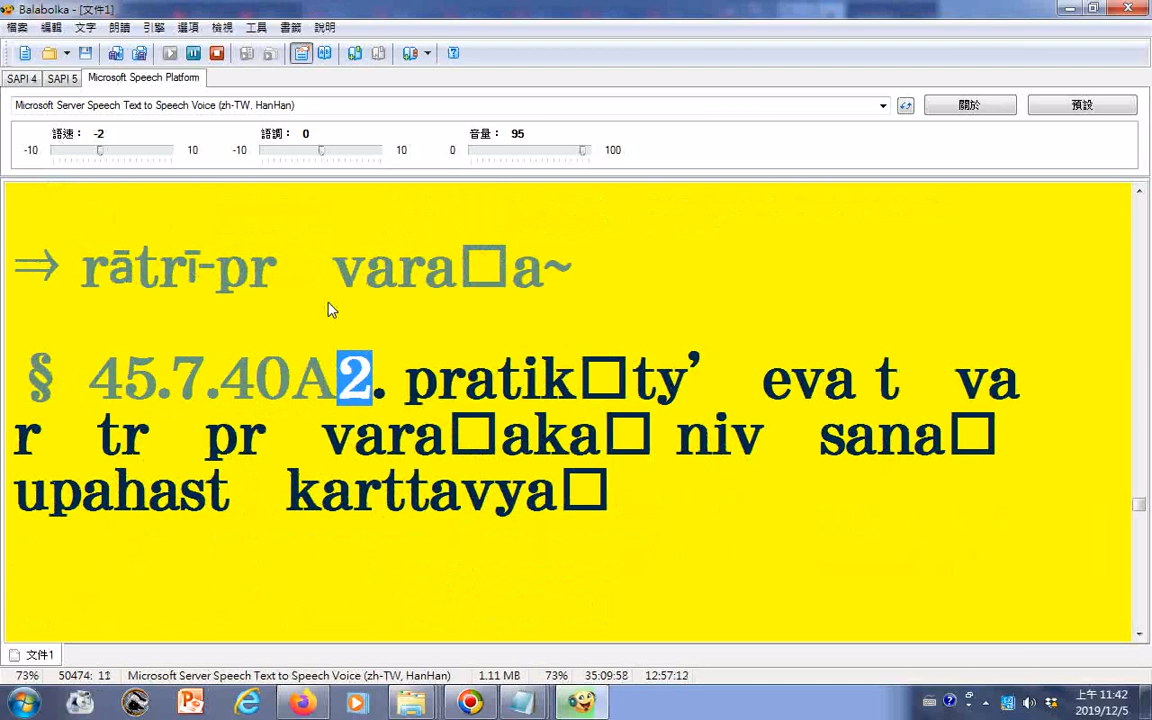 Balabolka - [文件1]
檔案 編輯 文字 朗讀 引擎 選項 檢視 工具 書籤 說明
SAPI 4 SAPI 5 Microsoft Speech Platform
Microsoft Server Speech Text to Speech Voice (zh-TW, HanHan) 關於 預設
語速： -2 語調： 0 音量： 95
-10 10 -10 10 0 100
⇒ rātrī-pr vara□a~
§ 45.7.40A2. pratik□ty’ eva t va
r tr pr vara□aka□ niv sana□
upahast karttavya□
文件1
73% 50474: 11 Microsoft Server Speech Text to Speech Voice (zh-TW, HanHan) 1.11 MB 73% 35:09:58 12:57:12
上午 11:42
2019/12/5